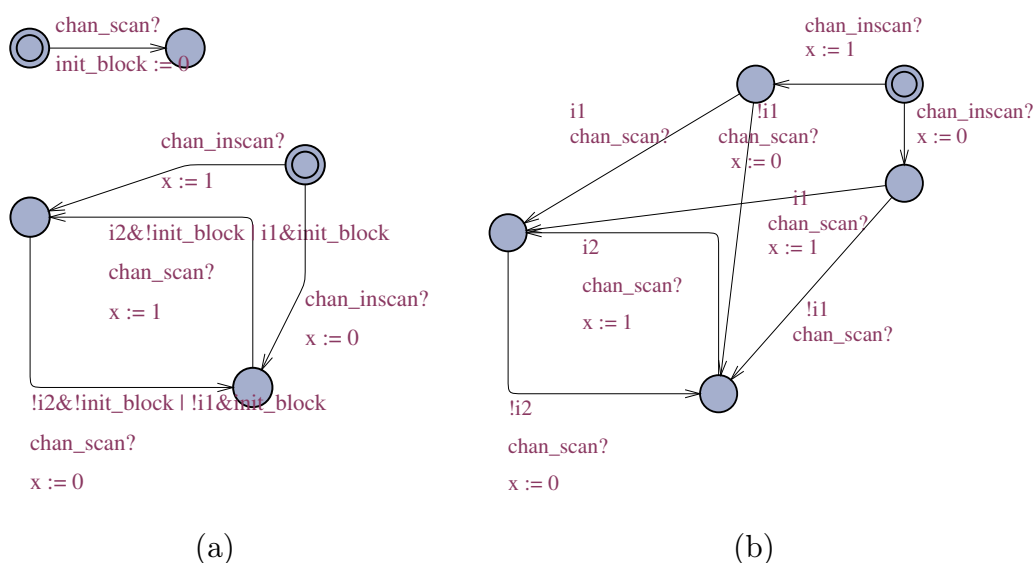 chan_scan?
init_block := 0
chan_inscan?
x := 1
i2&!init_block | i1&init_block
chan_scan?
x := 1
chan_inscan?
x := 0
!i2&!init_block | !i1&init_block
chan_scan?
x := 0
(a)
chan_inscan?
x := 1
i1
chan_scan?
!i1
chan_scan?
x := 0
chan_inscan?
x := 0
i1
chan_scan?
x := 1
i2
chan_scan?
x := 1
!i1
chan_scan?
!i2
chan_scan?
x := 0
(b)